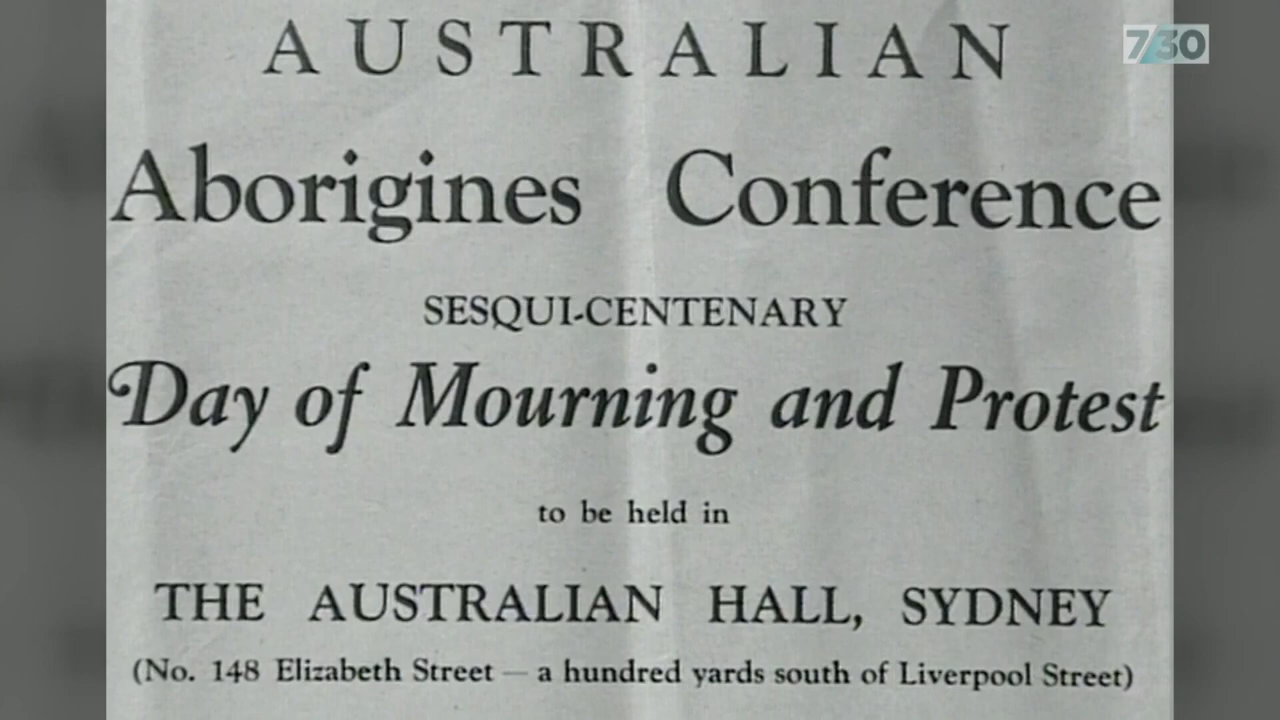 7/30
AUSTRALIAN
Aborigines Conference
SESQUI-CENTENARY
Day of Mourning and Protest
to be held in
THE AUSTRALIAN HALL, SYDNEY
(No. 148 Elizabeth Street — a hundred yards south of Liverpool Street)